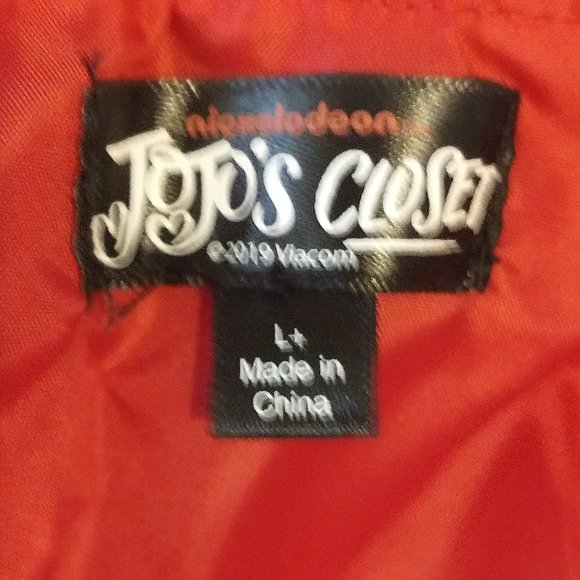 nickelodeon
JoJo's Closet
©2019 Viacom
L+
Made in
China